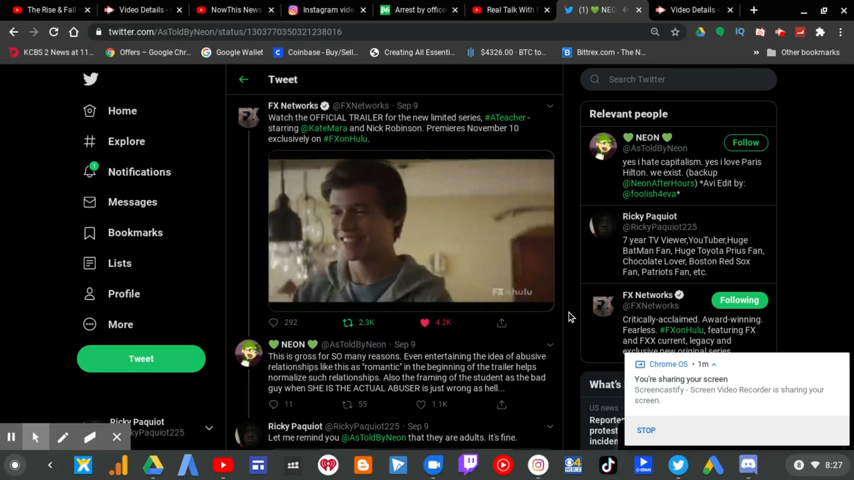 The Rise & Fall
Video Details -
NowThis News
Instagram vide
Arrest by office
Real Talk With
(1) 💚 NEO
Video Details -
twitter.com/AsToldByNeon/status/1303770350321238016
KCBS 2 News at 11...
Offers – Google Chr...
Google Wallet
Coinbase - Buy/Sell...
Creating All Essenti...
$4326.00 - BTC to...
Bittrex.com - The N...
»
Other bookmarks
Home
Explore
1
Notifications
Messages
Bookmarks
Lists
Profile
More
Tweet
Ricky Paquiot
@RickyPaquiot225
Tweet
FX Networks @FXNetworks · Sep 9
Watch the OFFICIAL TRAILER for the new limited series, #ATeacher -
starring @KateMara and Nick Robinson. Premieres November 10
exclusively on #FXonHulu.
FX hulu
292
2.3K
4.2K
💚 NEON 💚 @AsToldByNeon · Sep 9
This is gross for SO many reasons. Even entertaining the idea of abusive
relationships like this as "romantic" in the beginning of the trailer helps
normalize such relationships. Also the framing of the student as the bad
guy when SHE IS THE ACTUAL ABUSER is just wrong as hell...
11
55
1.1K
Ricky Paquiot @RickyPaquiot225 · Sep 9
Let me remind you @AsToldByNeon that they are adults. It's fine.
Search Twitter
Relevant people
💚 NEON 💚
@AsToldByNeon
Follow
yes i hate capitalism. yes i love Paris
Hilton. we exist. (backup
@NeonAfterHours) *Avi Edit by:
@foolish4eva*
Ricky Paquiot
@RickyPaquiot225
7 year TV Viewer,YouTuber,Huge
BatMan Fan, Huge Toyota Prius Fan,
Chocolate Lover, Boston Red Sox
Fan, Patriots Fan, etc.
FX Networks
@FXNetworks
Following
Critically-acclaimed. Award-winning.
Fearless. #FXonHulu, featuring FX
and FXX current, legacy and
exclusive new original series.
What's
US news
Reporte
protest
inciden
Chrome OS · 1m
You're sharing your screen
Screencastify - Screen Video Recorder is sharing your
screen.
STOP
8:27